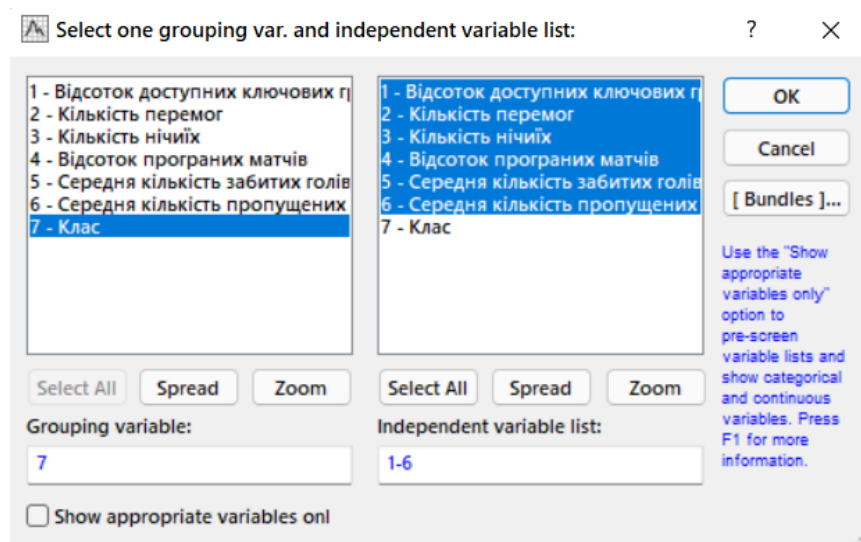 Select one grouping var. and independent variable list:
?
1 - Відсоток доступних ключових г
2 - Кількість перемог
3 - Кількість нічиїх
4 - Відсоток програних матчів
5 - Середня кількість забитих голів
6 - Середня кількість пропущених
7 - Клас
1 - Відсоток доступних ключових г
2 - Кількість перемог
3 - Кількість нічиїх
4 - Відсоток програних матчів
5 - Середня кількість забитих голів
6 - Середня кількість пропущених
7 - Клас
OK
Cancel
[ Bundles ]...
Use the "Show
appropriate
variables only"
option to
pre-screen
variable lists and
show categorical
and continuous
variables. Press
F1 for more
information.
Select All
Spread
Zoom
Select All
Spread
Zoom
Grouping variable:
Independent variable list:
7
1-6
Show appropriate variables onl